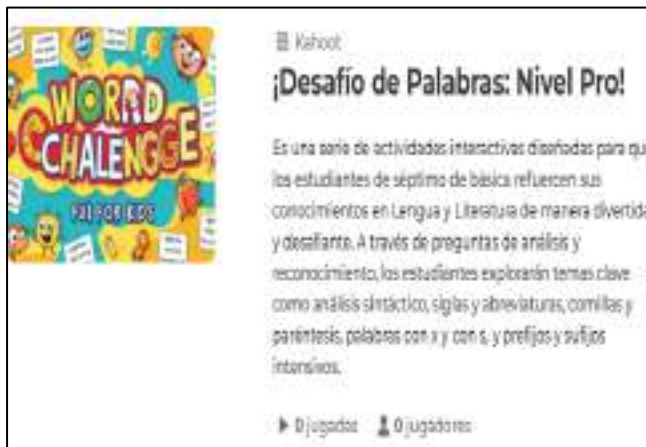 WORRD
CHALENGGE
FUI FOR KIDS
Kahoot
¡Desafío de Palabras: Nivel Pro!
Es una serie de actividades interactivas diseñadas para qu
los estudiantes de séptimo de básica refuercen sus
conocimientos en Lengua y Literatura de manera divertida
y desafiante. A través de preguntas de análisis y
reconocimiento, los estudiantes explorarán temas clave
como análisis sintáctico, siglas y abreviaturas, comillas y
paréntesis, palabras con x y con s, y prefijos y sufijos
intensivos.
0 jugadas 0 jugadores